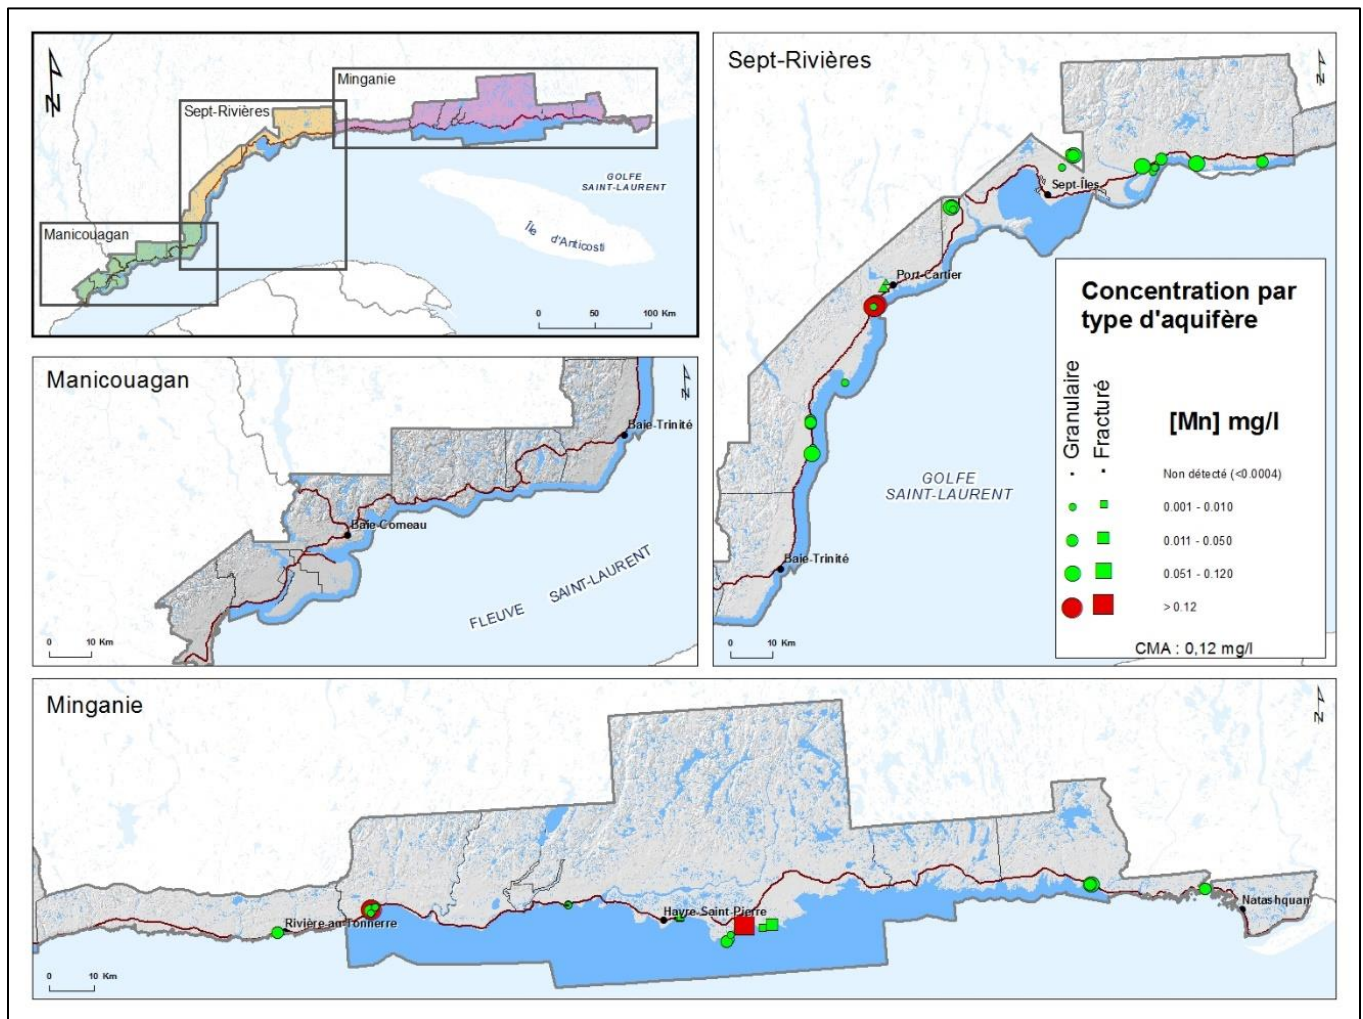 N
Minganie
Sept-Rivières
GOLFE
SAINT-LAURENT
Île d'Anticosti
Manicouagan
0 50 100 Km
Sept-Rivières
N
Sept-Îles
Port-Cartier
GOLFE
SAINT-LAURENT
Baie-Trinité
0 10 Km
Concentration par
type d'aquifère
Granulaire
Fracturé
[Mn] mg/l
Non détecté (<0.0004)
0.001 - 0.010
0.011 - 0.050
0.051 - 0.120
> 0.12
CMA : 0,12 mg/l
Manicouagan
N
Baie-Trinité
Baie-Comeau
FLEUVE SAINT-LAURENT
0 10 Km
Minganie
N
Rivière-au-Tonnerre
Havre-Saint-Pierre
Natashquan
0 10 Km